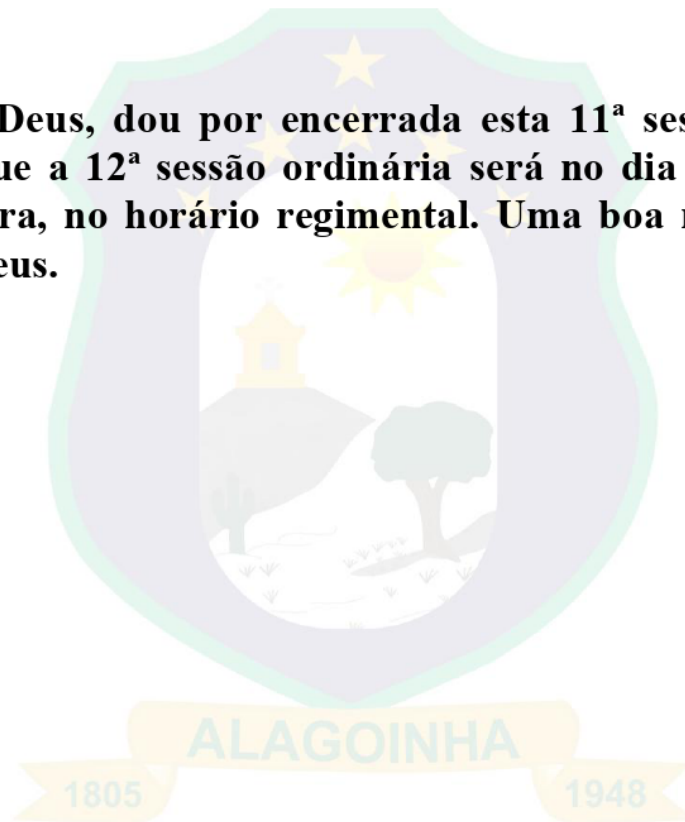 Deus, dou por encerrada esta 11ª ses
ue a 12ª sessão ordinária será no dia
ra, no horário regimental. Uma boa
eus.
ALAGOINHA
1805 1948